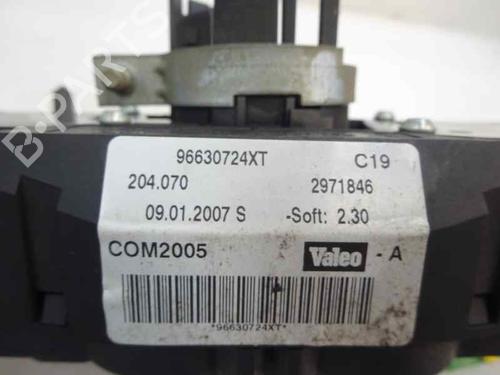 96630724XT C19
204.070 2971846
09.01.2007 S -Soft: 2.30
COM2005 Valeo - A
*96630724XT*
B-PARTS